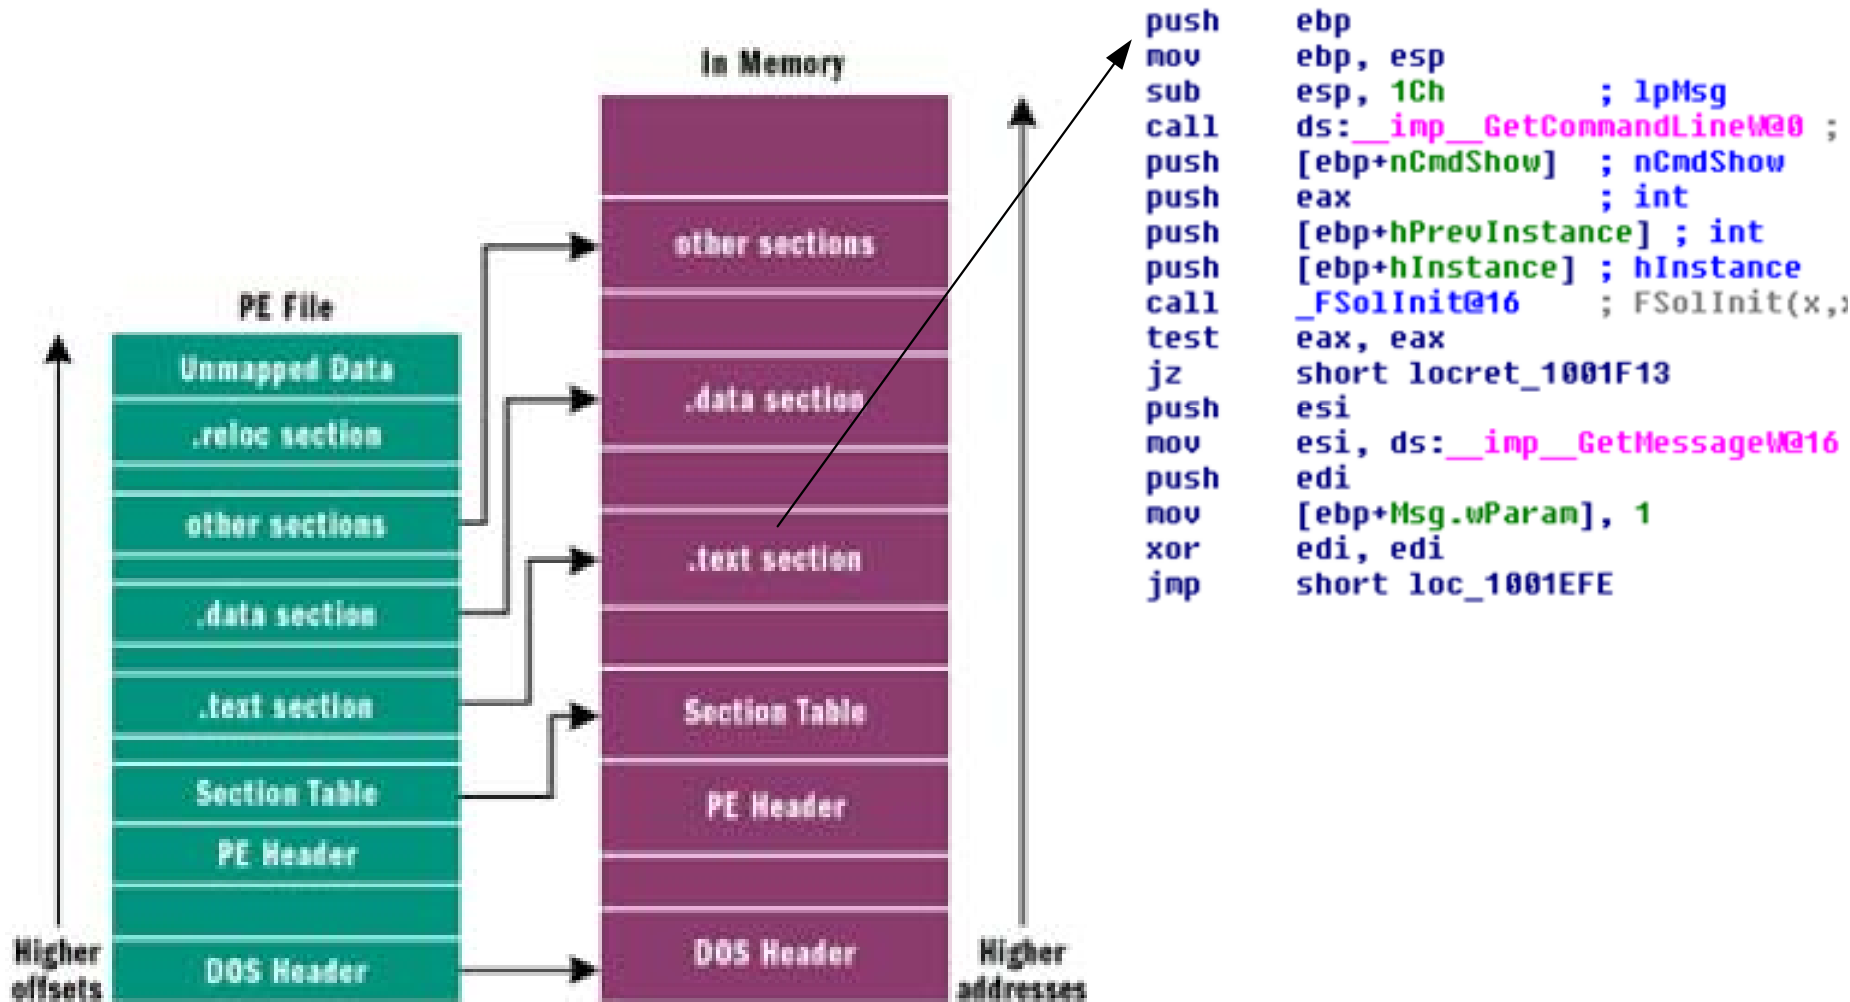 PE File
Unmapped Data
.reloc section
other sections
.data section
.text section
Section Table
PE Header
DOS Header
Higher
offsets
In Memory
other sections
.data section
.text section
Section Table
PE Header
DOS Header
Higher
addresses
push ebp
mov ebp, esp
sub esp, 1Ch ; lpMsg
call ds:__imp__GetCommandLineW@0 ;
push [ebp+nCmdShow] ; nCmdShow
push eax ; int
push [ebp+hPrevInstance] ; int
push [ebp+hInstance] ; hInstance
call _FSolInit@16 ; FSolInit(x,
test eax, eax
jz short locret_1001F13
push esi
mov esi, ds:__imp__GetMessageW@16
push edi
mov [ebp+Msg.wParam], 1
xor edi, edi
jmp short loc_1001EFE